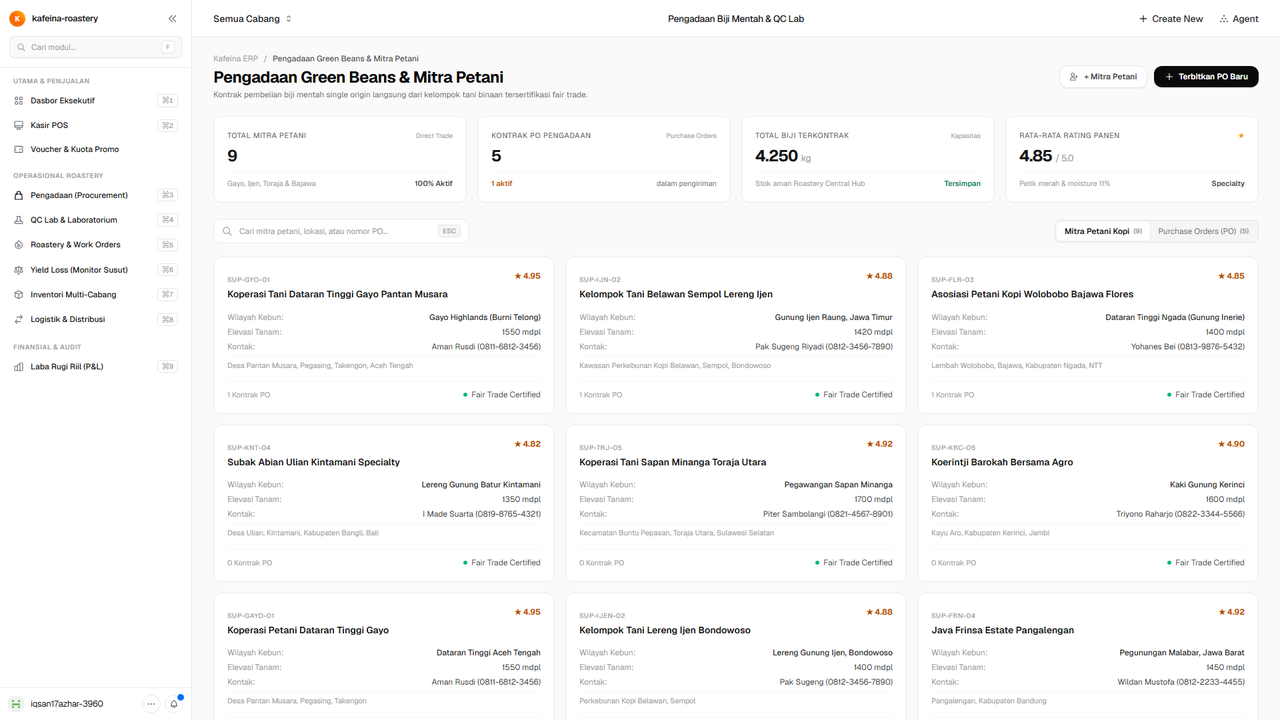 K kafeina-roastery
Cari modul... F
UTAMA & PENJUALAN
Dasbor Eksekutif ⌘1
Kasir POS ⌘2
Voucher & Kuota Promo
OPERASIONAL ROASTERY
Pengadaan (Procurement) ⌘3
QC Lab & Laboratorium ⌘4
Roastery & Work Orders ⌘5
Yield Loss (Monitor Susut) ⌘6
Inventori Multi-Cabang ⌘7
Logistik & Distribusi ⌘8
FINANSIAL & AUDIT
Laba Rugi Riil (P&L) ⌘9
iqsan17azhar-3960
Semua Cabang
Pengadaan Biji Mentah & QC Lab
Create New
Agent
Kafeina ERP / Pengadaan Green Beans & Mitra Petani
Pengadaan Green Beans & Mitra Petani
Kontrak pembelian biji mentah single origin langsung dari kelompok tani binaan tersertifikasi fair trade.
+ Mitra Petani
Terbitkan PO Baru
TOTAL MITRA PETANI Direct Trade
9
Gayo, Ijen, Toraja & Bajawa 100% Aktif
KONTRAK PO PENGADAAN Purchase Orders
5
1 aktif dalam pengiriman
TOTAL BIJI TERKONTRAK Kapasitas
4.250 kg
Stok aman Roastery Central Hub Tersimpan
RATA-RATA RATING PANEN ★
4.85 / 5.0
Petik merah & moisture 11% Specialty
Cari mitra petani, lokasi, atau nomor PO... ESC
Mitra Petani Kopi (9) Purchase Orders (PO) (5)
SUP-GYO-01 ★ 4.95
Koperasi Tani Dataran Tinggi Gayo Pantan Musara
Wilayah Kebun: Gayo Highlands (Burni Telong)
Elevasi Tanam: 1550 mdpl
Kontak: Aman Rusdi (0811-6812-3456)
Desa Pantan Musara, Pegasing, Takengon, Aceh Tengah
1 Kontrak PO Fair Trade Certified
SUP-IJN-02 ★ 4.88
Kelompok Tani Belawan Sempol Lereng Ijen
Wilayah Kebun: Gunung Ijen Raung, Jawa Timur
Elevasi Tanam: 1420 mdpl
Kontak: Pak Sugeng Riyadi (0812-3456-7890)
Kawasan Perkebunan Kopi Belawan, Sempol, Bondowoso
1 Kontrak PO Fair Trade Certified
SUP-FLR-03 ★ 4.85
Asosiasi Petani Kopi Wolobobo Bajawa Flores
Wilayah Kebun: Dataran Tinggi Ngada (Gunung Inerie)
Elevasi Tanam: 1400 mdpl
Kontak: Yohanes Bei (0813-9876-5432)
Lembah Wolobobo, Bajawa, Kabupaten Ngada, NTT
1 Kontrak PO Fair Trade Certified
SUP-KNT-04 ★ 4.82
Subak Abian Ulian Kintamani Specialty
Wilayah Kebun: Lereng Gunung Batur Kintamani
Elevasi Tanam: 1350 mdpl
Kontak: I Made Suarta (0819-8765-4321)
Desa Ulian, Kintamani, Kabupaten Bangli, Bali
0 Kontrak PO Fair Trade Certified
SUP-TRJ-05 ★ 4.92
Koperasi Tani Sapan Minanga Toraja Utara
Wilayah Kebun: Pegawangan Sapan Minanga
Elevasi Tanam: 1700 mdpl
Kontak: Piter Sambolangi (0821-4567-8901)
Kecamatan Buntu Pepasan, Toraja Utara, Sulawesi Selatan
0 Kontrak PO Fair Trade Certified
SUP-KRC-06 ★ 4.90
Koerintji Barokah Bersama Agro
Wilayah Kebun: Kaki Gunung Kerinci
Elevasi Tanam: 1600 mdpl
Kontak: Triyono Raharjo (0822-3344-5566)
Kayu Aro, Kabupaten Kerinci, Jambi
0 Kontrak PO Fair Trade Certified
SUP-GAYO-01 ★ 4.95
Koperasi Petani Dataran Tinggi Gayo
Wilayah Kebun: Dataran Tinggi Aceh Tengah
Elevasi Tanam: 1550 mdpl
Kontak: Aman Rusdi (0811-6812-3456)
Desa Pantan Musara, Pegasing, Takengon
SUP-IJEN-02 ★ 4.88
Kelompok Tani Lereng Ijen Bondowoso
Wilayah Kebun: Lereng Gunung Ijen, Bondowoso
Elevasi Tanam: 1400 mdpl
Kontak: Pak Sugeng (0812-3456-7890)
Perkebunan Kopi Belawan, Sempol
SUP-FRN-04 ★ 4.92
Java Frinsa Estate Pangalengan
Wilayah Kebun: Pegunungan Malabar, Jawa Barat
Elevasi Tanam: 1450 mdpl
Kontak: Wildan Mustofa (0812-2233-4455)
Pangalengan, Kabupaten Bandung